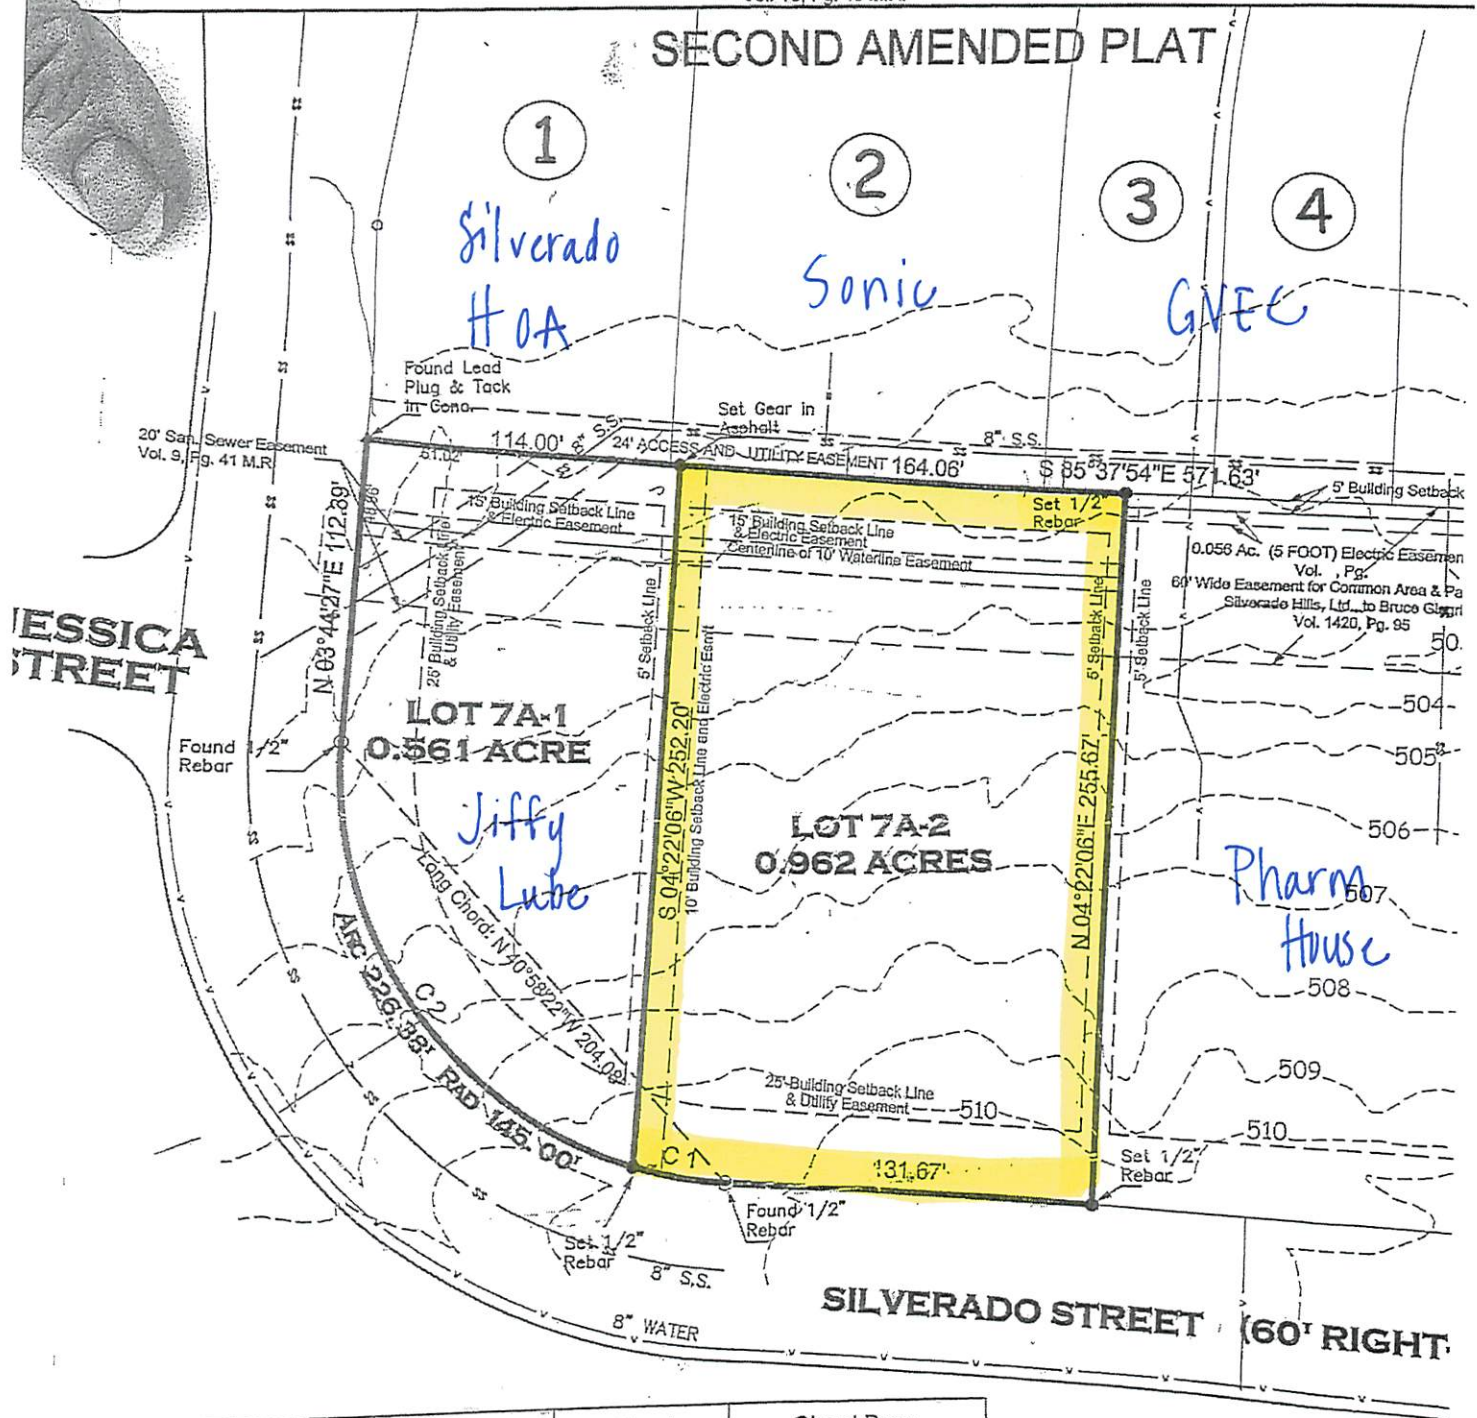 SECOND AMENDED PLAT
1
2
3
4
Silverado
HOA
Sonic
GVEC
Found Lead
Plug & Tack
in Conc.
Set Gear in
Asphalt
20' San. Sewer Easement
Vol. 9, Pg. 41 M.R.
114.00'
8" S.S.
24' ACCESS AND UTILITY EASEMENT
164.06'
8" S.S.
S 85°37'54"E 571.63'
51.02'
5' Building Setback
Set 1/2"
Rebar
15' Building Setback Line
& Electric Easement
15' Building Setback Line
& Electric Easement
Centerline of 10' Waterline Easement
0.056 Ac. (5 FOOT) Electric Easemen
Vol. , Pg.
60' Wide Easement for Common Area & Pa
Silverado Hills, Ltd. to Bruce
Vol. 1420, Pg. 95
N 03°44'27"E 112.89'
25' Building Setback Line
& Utility Easement
5' Setback Line
5' Setback Line
5' Setback Line
JESSICA
STREET
50
504
505
506
507
508
509
510
510
LOT 7A-1
0.561 ACRE
Found 1/2"
Rebar
Jiffy
Lube
S 04°22'06"W 252.20'
10' Building Setback Line and Electric Esmt
LOT 7A-2
0.962 ACRES
N 04°22'06"E 255.67'
Pharm
House
Long Chord: N 40°58'22"W 204.08'
C 2
ARC 226.38' RAD 145.00'
25' Building Setback Line
& Utility Easement
C 1
131.67'
Set 1/2"
Rebar
Found 1/2"
Rebar
Set 1/2"
Rebar
8" S.S.
8" WATER
SILVERADO STREET (60' RIGHT